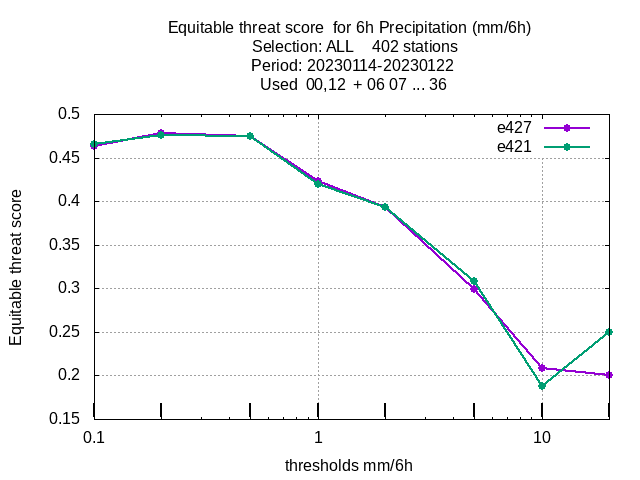 Equitable threat score  for 6h Precipitation (mm/6h)
Selection: ALL    402 stations
Period: 20230114-20230122
Used  00,12  + 06 07 ... 36
e427
e421
0.5
0.45
0.4
0.35
0.3
0.25
0.2
0.15
Equitable threat score
0.1
1
10
thresholds mm/6h